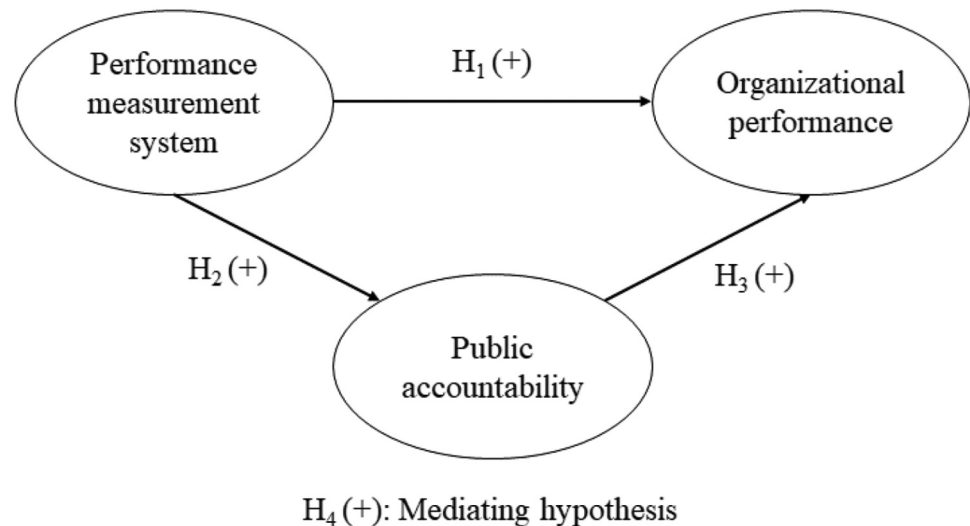 Performance
measurement
system
H₁ (+)
Organizational
performance
H₂ (+)
H₃ (+)
Public
accountability
H₄ (+): Mediating hypothesis